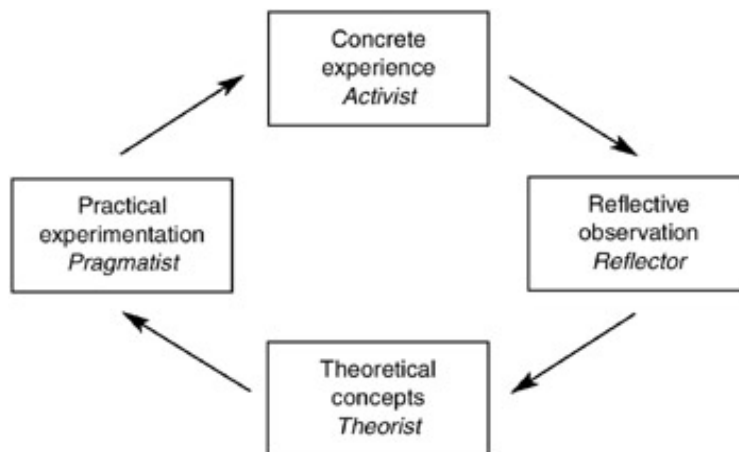 Concrete
experience
Activist
Practical
experimentation
Pragmatist
Reflective
observation
Reflector
Theoretical
concepts
Theorist